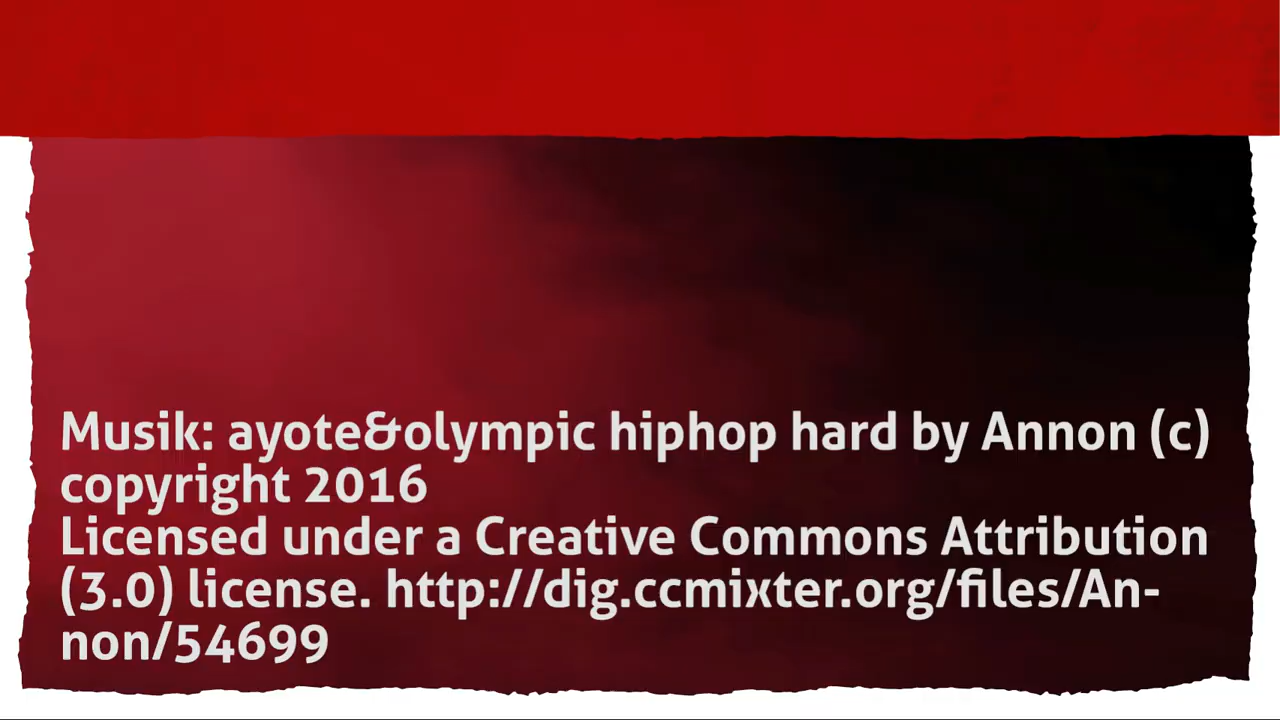 Musik: ayote&olympic hiphop hard by Annon (c)
copyright 2016
Licensed under a Creative Commons Attribution
(3.0) license. http://dig.ccmixter.org/files/An-
non/54699